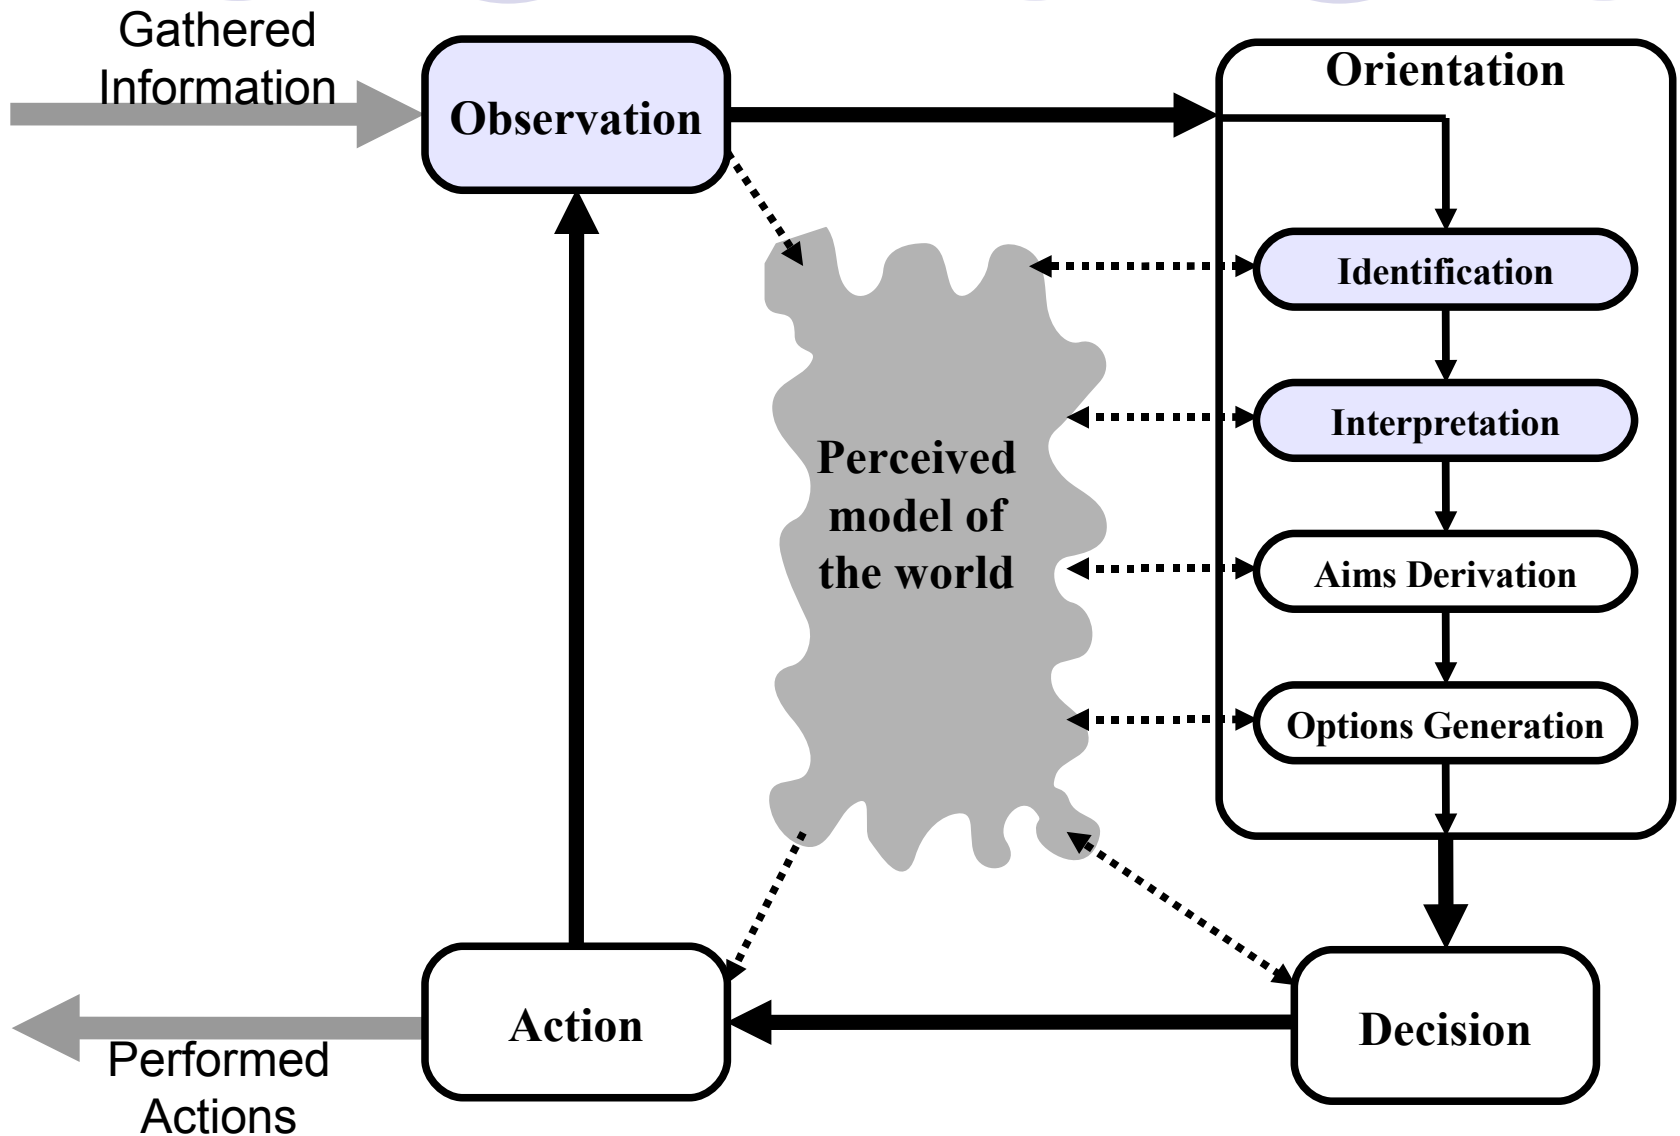 Gathered
Information
Observation
Orientation
Identification
Interpretation
Perceived
model of
the world
Aims Derivation
Options Generation
Action
Decision
Performed
Actions